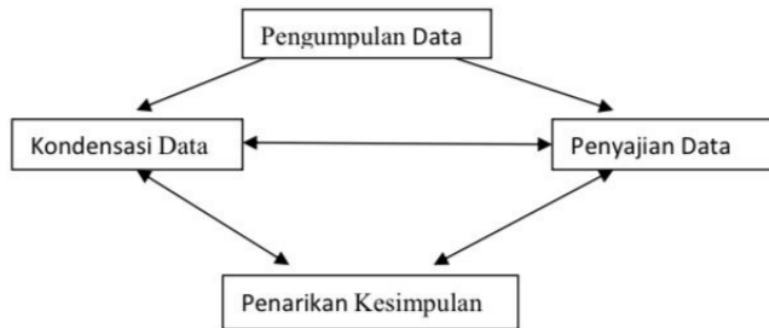 Pengumpulan Data
Kondensasi Data
Penyajian Data
Penarikan Kesimpulan